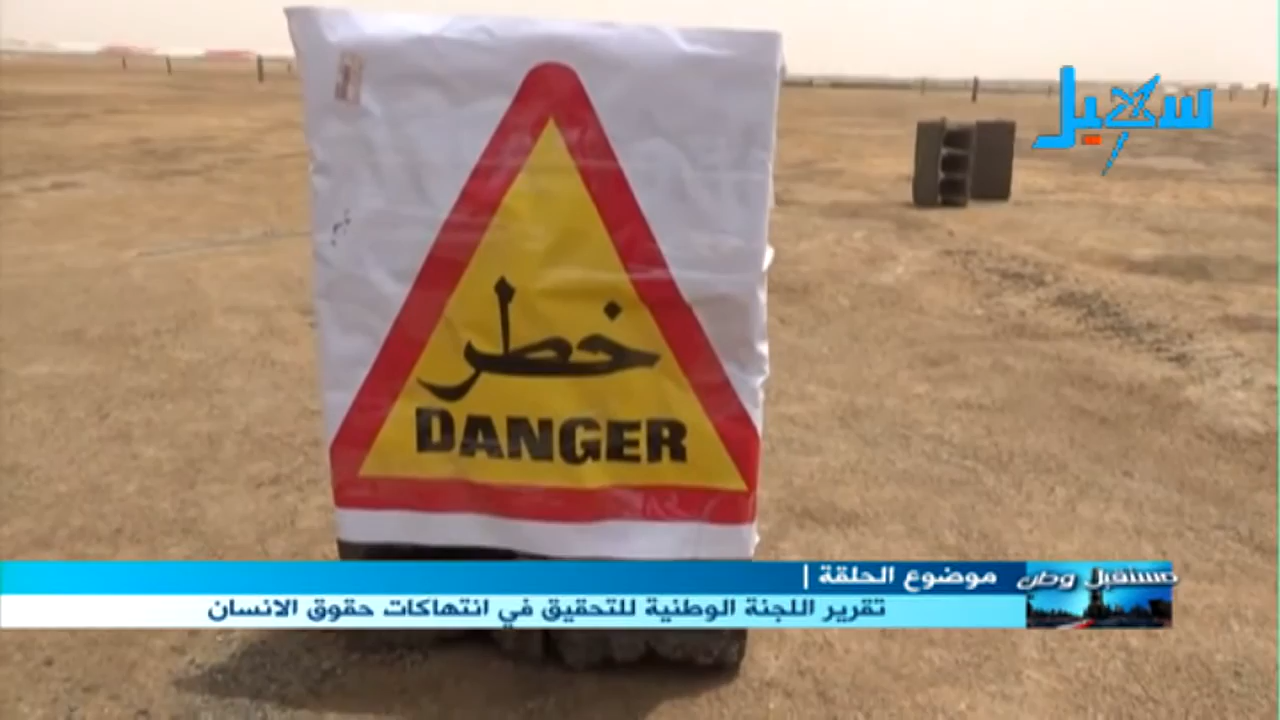 سهيل
خطر
DANGER
مستقبل وطن
موضوع الحلقة |
تقرير اللجنة الوطنية للتحقيق في انتهاكات حقوق الانسان